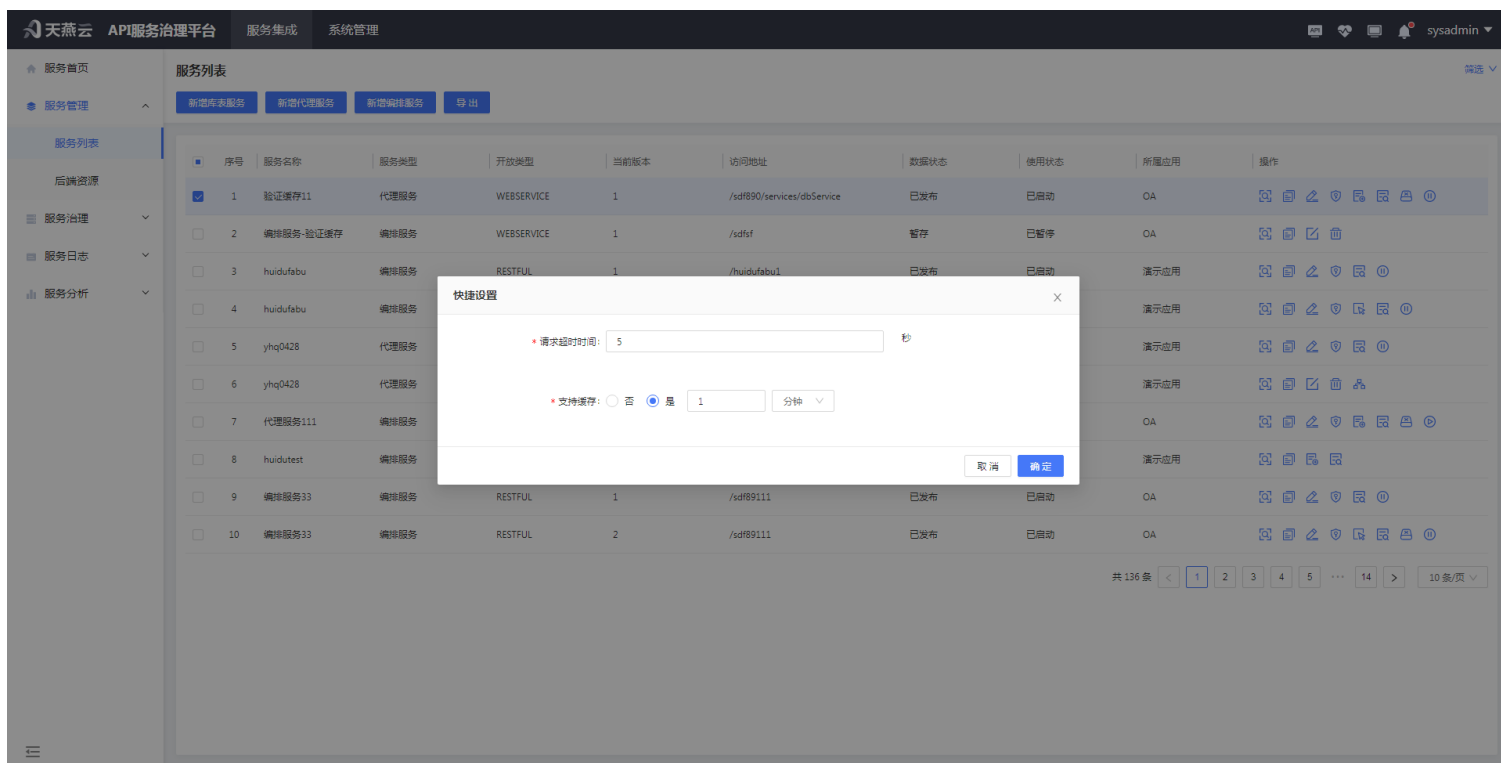 天燕云 API服务治理平台 服务集成 系统管理 sysadmin
服务首页
服务管理
服务列表
后端资源
服务治理
服务日志
服务分析
服务列表 筛选
新增库表服务 新增代理服务 新增编排服务 导出
序号 服务名称 服务类型 开放类型 当前版本 访问地址 数据状态 使用状态 所属应用 操作
1 验证缓存11 代理服务 WEBSERVICE 1 /sdf890/services/dbService 已发布 已启动 OA
2 编排服务-验证缓存 编排服务 WEBSERVICE 1 /sdfsf 暂存 已暂停 OA
3 huidufabu 编排服务 RESTFUL 1 /huidufabu1 已发布 已启动 演示应用
4 huidufabu 编排服务 演示应用
5 yhq0428 代理服务 演示应用
6 yhq0428 代理服务 演示应用
7 代理服务111 编排服务 OA
8 huidutest 编排服务 演示应用
9 编排服务33 编排服务 RESTFUL 1 /sdf89111 已发布 已启动 OA
10 编排服务33 编排服务 RESTFUL 2 /sdf89111 已发布 已启动 OA
快捷设置
* 请求超时时间: 5 秒
* 支持缓存: 否 是 1 分钟
取消 确定
共 136 条 < 1 2 3 4 5 ••• 14 > 10 条/页